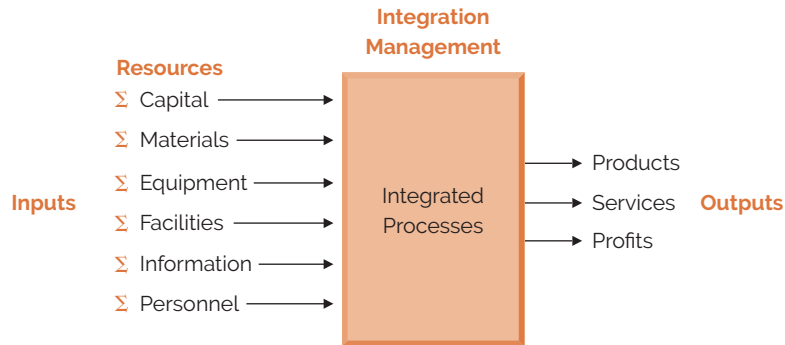 Integration
Management
Resources
Σ Capital
Σ Materials
Σ Equipment
Σ Facilities
Σ Information
Σ Personnel
Inputs
Integrated
Processes
Products
Services
Profits
Outputs